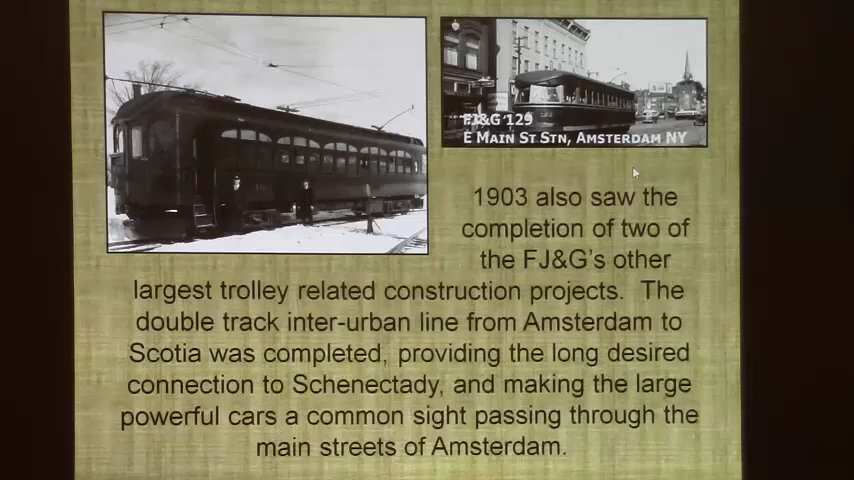 FJ&G 129
E MAIN ST STN, AMSTERDAM NY
1903 also saw the
completion of two of
the FJ&G's other
largest trolley related construction projects. The
double track inter-urban line from Amsterdam to
Scotia was completed, providing the long desired
connection to Schenectady, and making the large
powerful cars a common sight passing through the
main streets of Amsterdam.